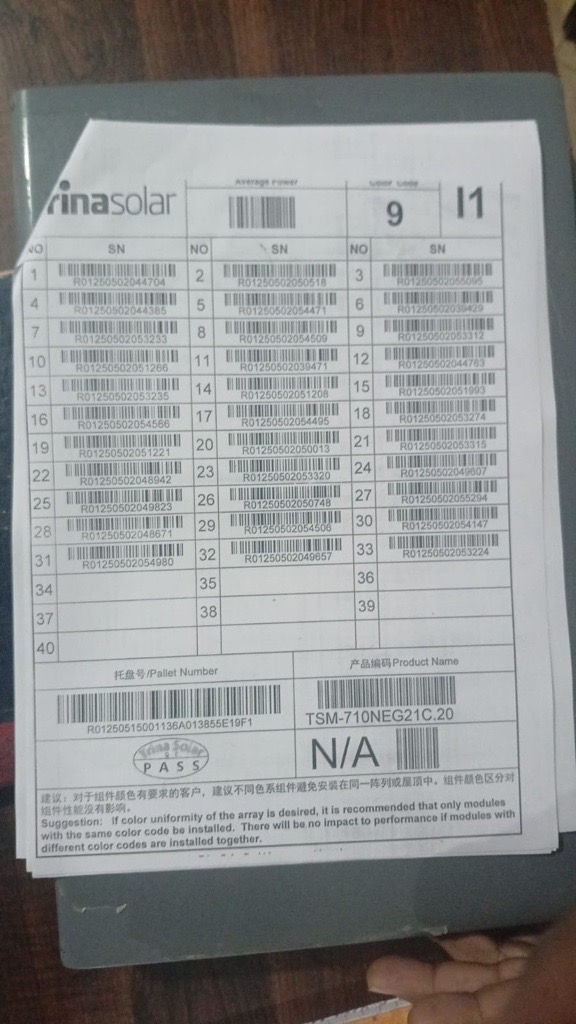 rinasolar
Average Power
Color Code
9
I1
NO SN NO SN NO SN
1 R01250502044704 2 R01250502050518 3 R01250502055095
4 R01250502044385 5 R01250502054471 6 R01250502039429
7 R01250502053233 8 R01250502054509 9 R01250502053312
10 R01250502051266 11 R01250502039471 12 R01250502044763
13 R01250502053235 14 R01250502051208 15 R01250502051993
16 R01250502054566 17 R01250502054495 18 R01250502053274
19 R01250502051221 20 R01250502050013 21 R01250502053315
22 R01250502048942 23 R01250502053320 24 R01250502049607
25 R01250502049823 26 R01250502050748 27 R01250502055294
28 R01250502048671 29 R01250502054506 30 R01250502054147
31 R01250502054980 32 R01250502049657 33 R01250502053224
34 35 36
37 38 39
40
托盘号/Pallet Number
产品编码Product Name
R01250515001136A013855E19F1
TSM-710NEG21C.20
Trina Solar
PASS
N/A
建议：对于组件颜色有要求的客户，建议不同色系组件避免安装在同一阵列或屋顶中，组件颜色区分对
组件性能没有影响。
Suggestion: If color uniformity of the array is desired, it is recommended that only modules
with the same color code be installed. There will be no impact to performance if modules with
different color codes are installed together.